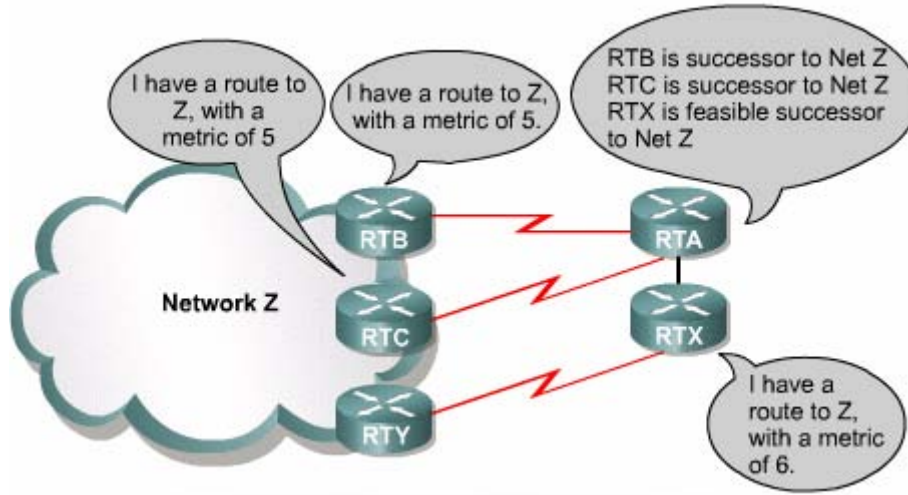 I have a route to
Z, with a
metric of 5
I have a route to Z,
with a metric of 5.
RTB is successor to Net Z
RTC is successor to Net Z
RTX is feasible successor
to Net Z
RTB
RTA
Network Z
RTC
RTX
RTY
I have a
route to Z,
with a metric
of 6.